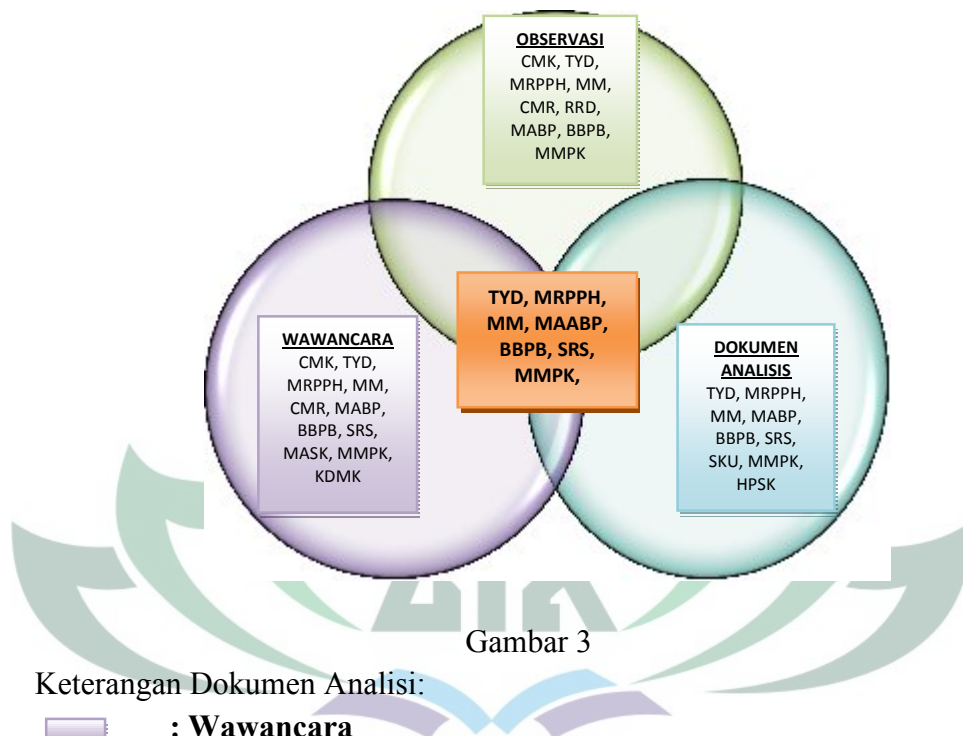 OBSERVASI
CMK, TYD,
MRPPH, MM,
CMR, RRD,
MABP, BBPB,
MMPK
TYD, MRPPH,
MM, MAABP,
BBPB, SRS,
MMPK,
WAWANCARA
CMK, TYD,
MRPPH, MM,
CMR, MABP,
BBPB, SRS,
MASK, MMPK,
KDMK
DOKUMEN
ANALISIS
TYD, MRPPH,
MM, MABP,
BBPB, SRS,
SKU, MMPK,
HPSK
Gambar 3
Keterangan Dokumen Analisi:
: Wawancara